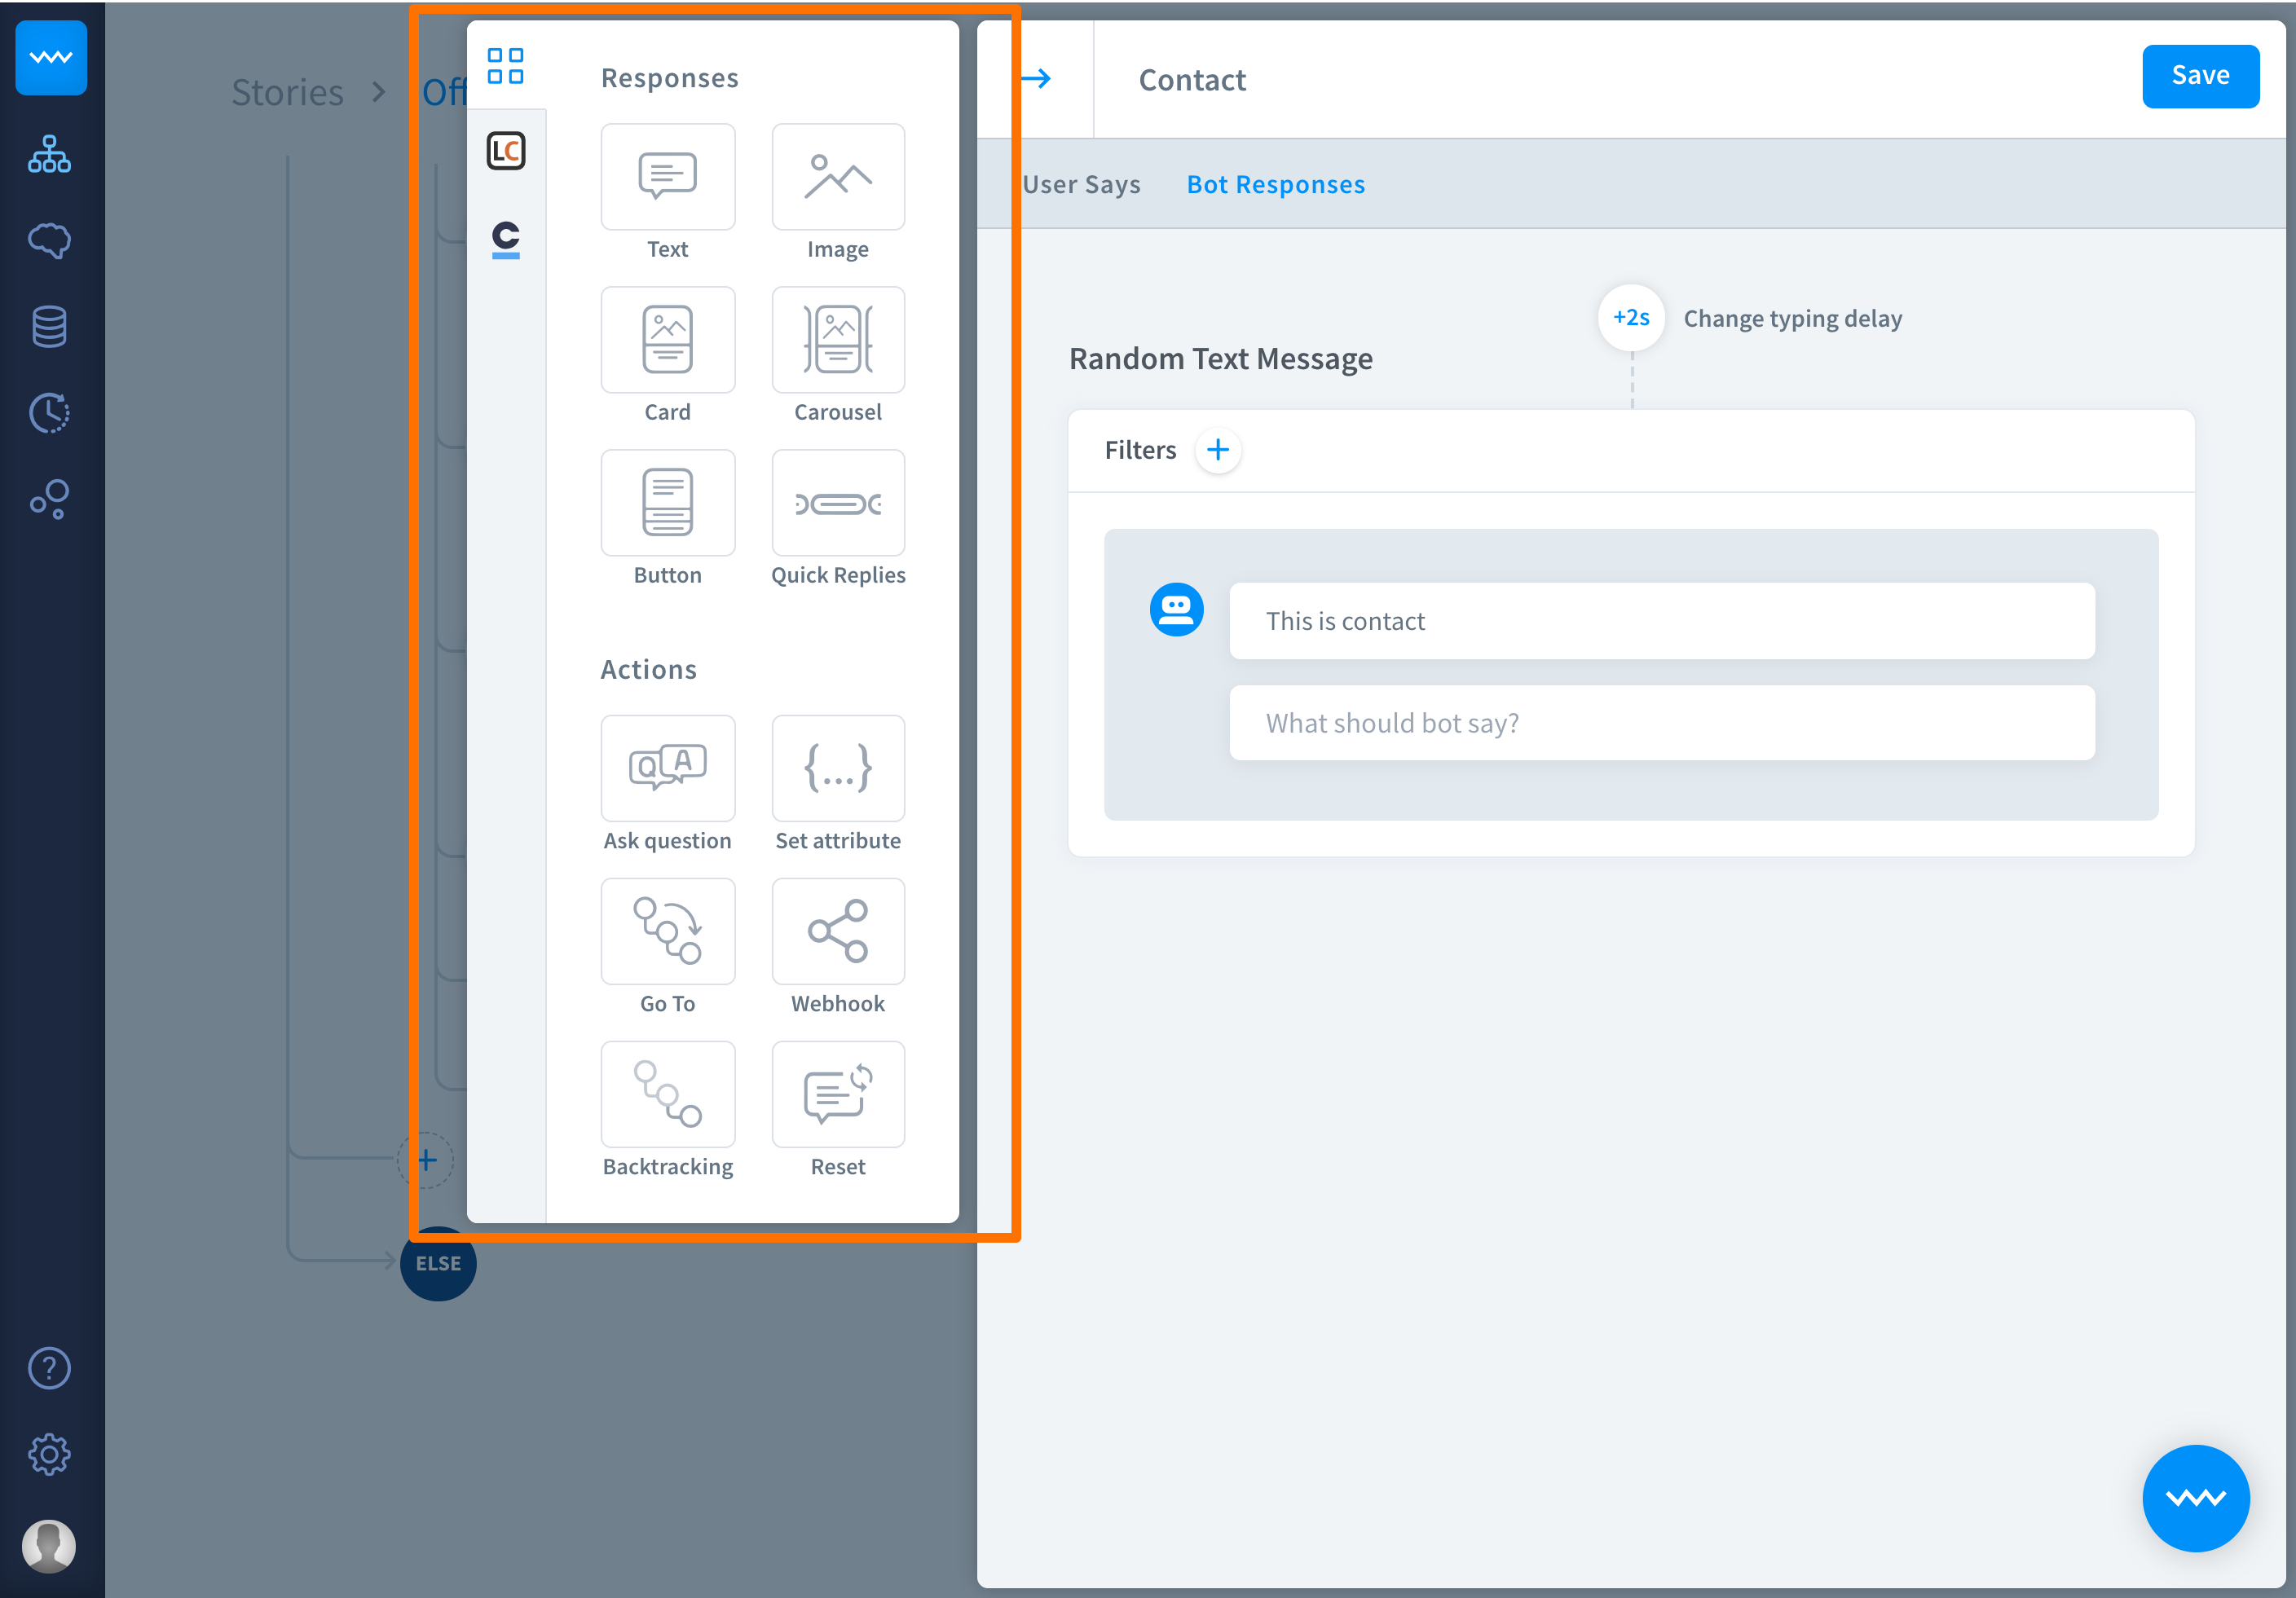 Stories > Off
Responses
LC
C
Text
Image
Card
Carousel
Button
Quick Replies
Actions
Q A
{...}
Ask question
Set attribute
Go To
Webhook
Backtracking
Reset
ELSE
?
Contact
Save
User Says
Bot Responses
+2s
Change typing delay
Random Text Message
Filters
This is contact
What should bot say?